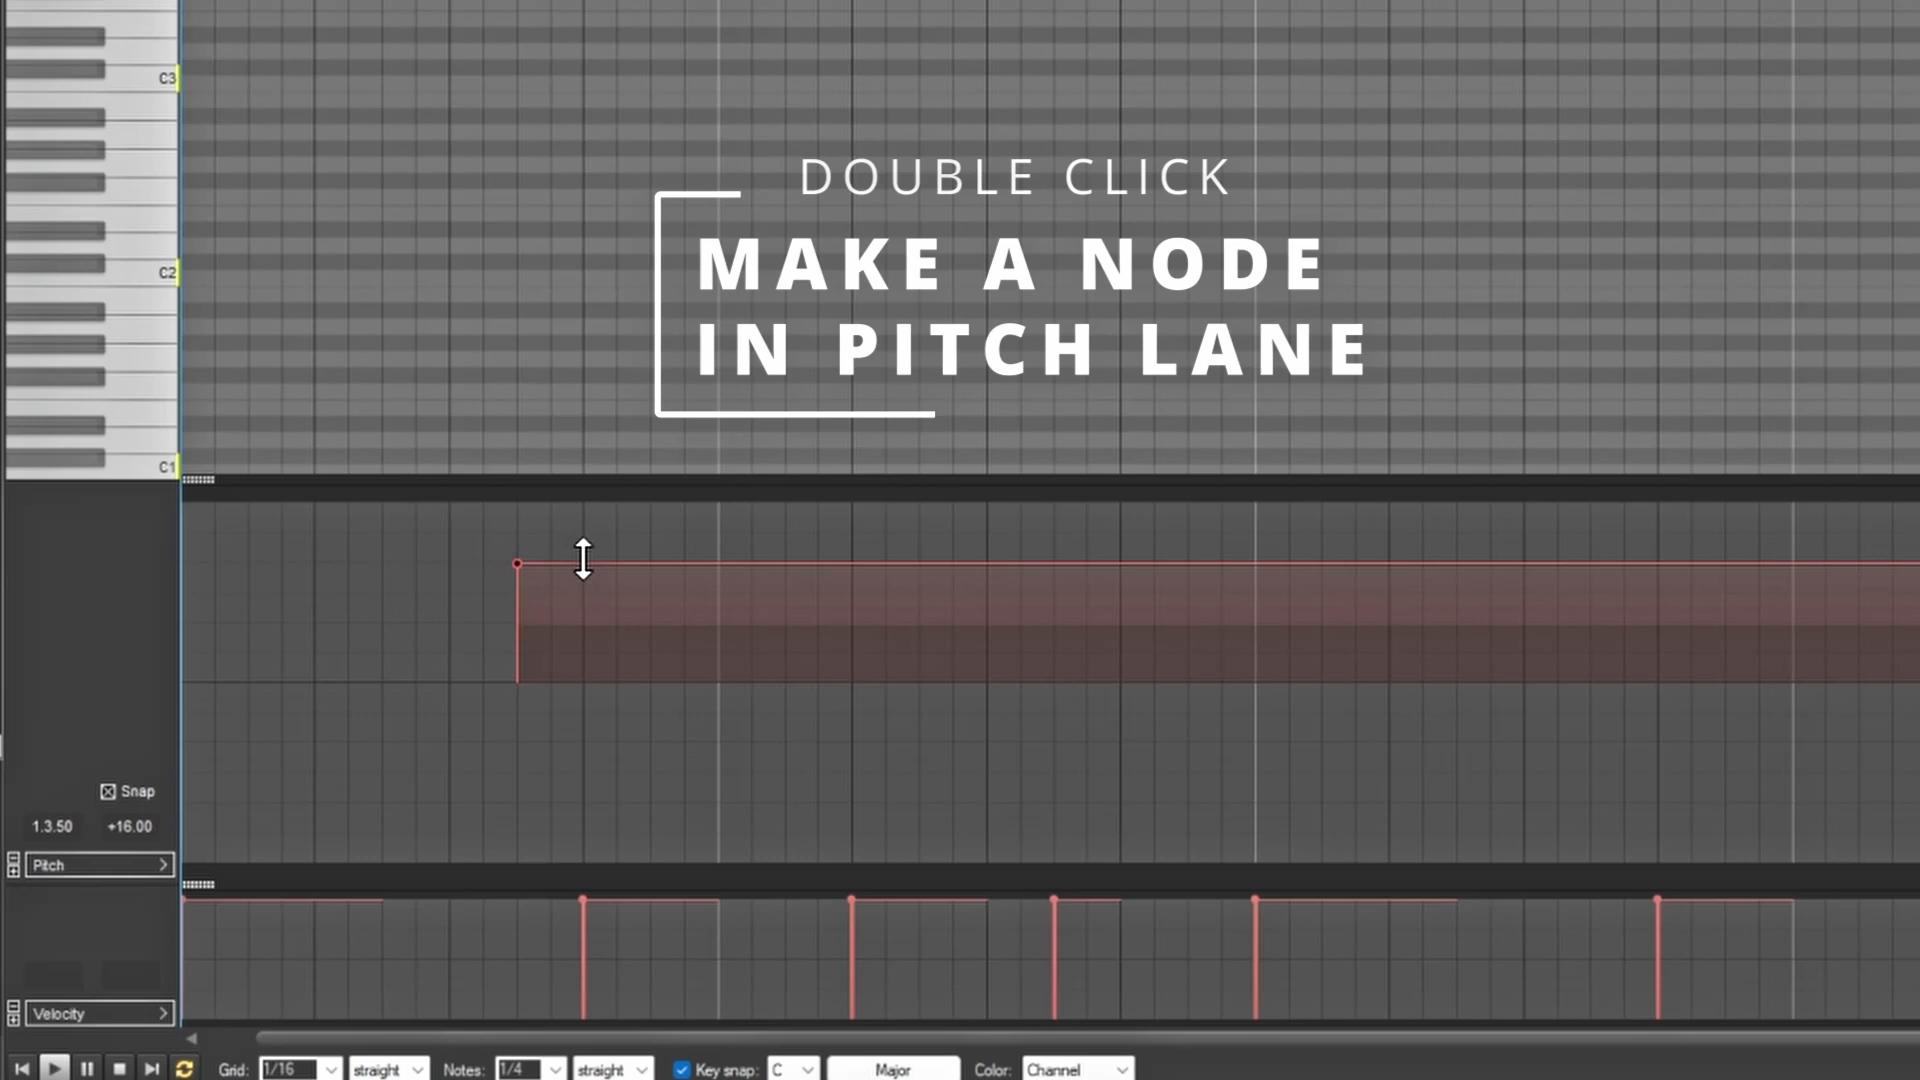 C3
DOUBLE CLICK
MAKE A NODE
IN PITCH LANE
C2
C1
Snap
1.3.50 +16.00
Pitch
Velocity
Grid: 1/16 straight Notes: 1/4 straight Key snap: C Major Color: Channel